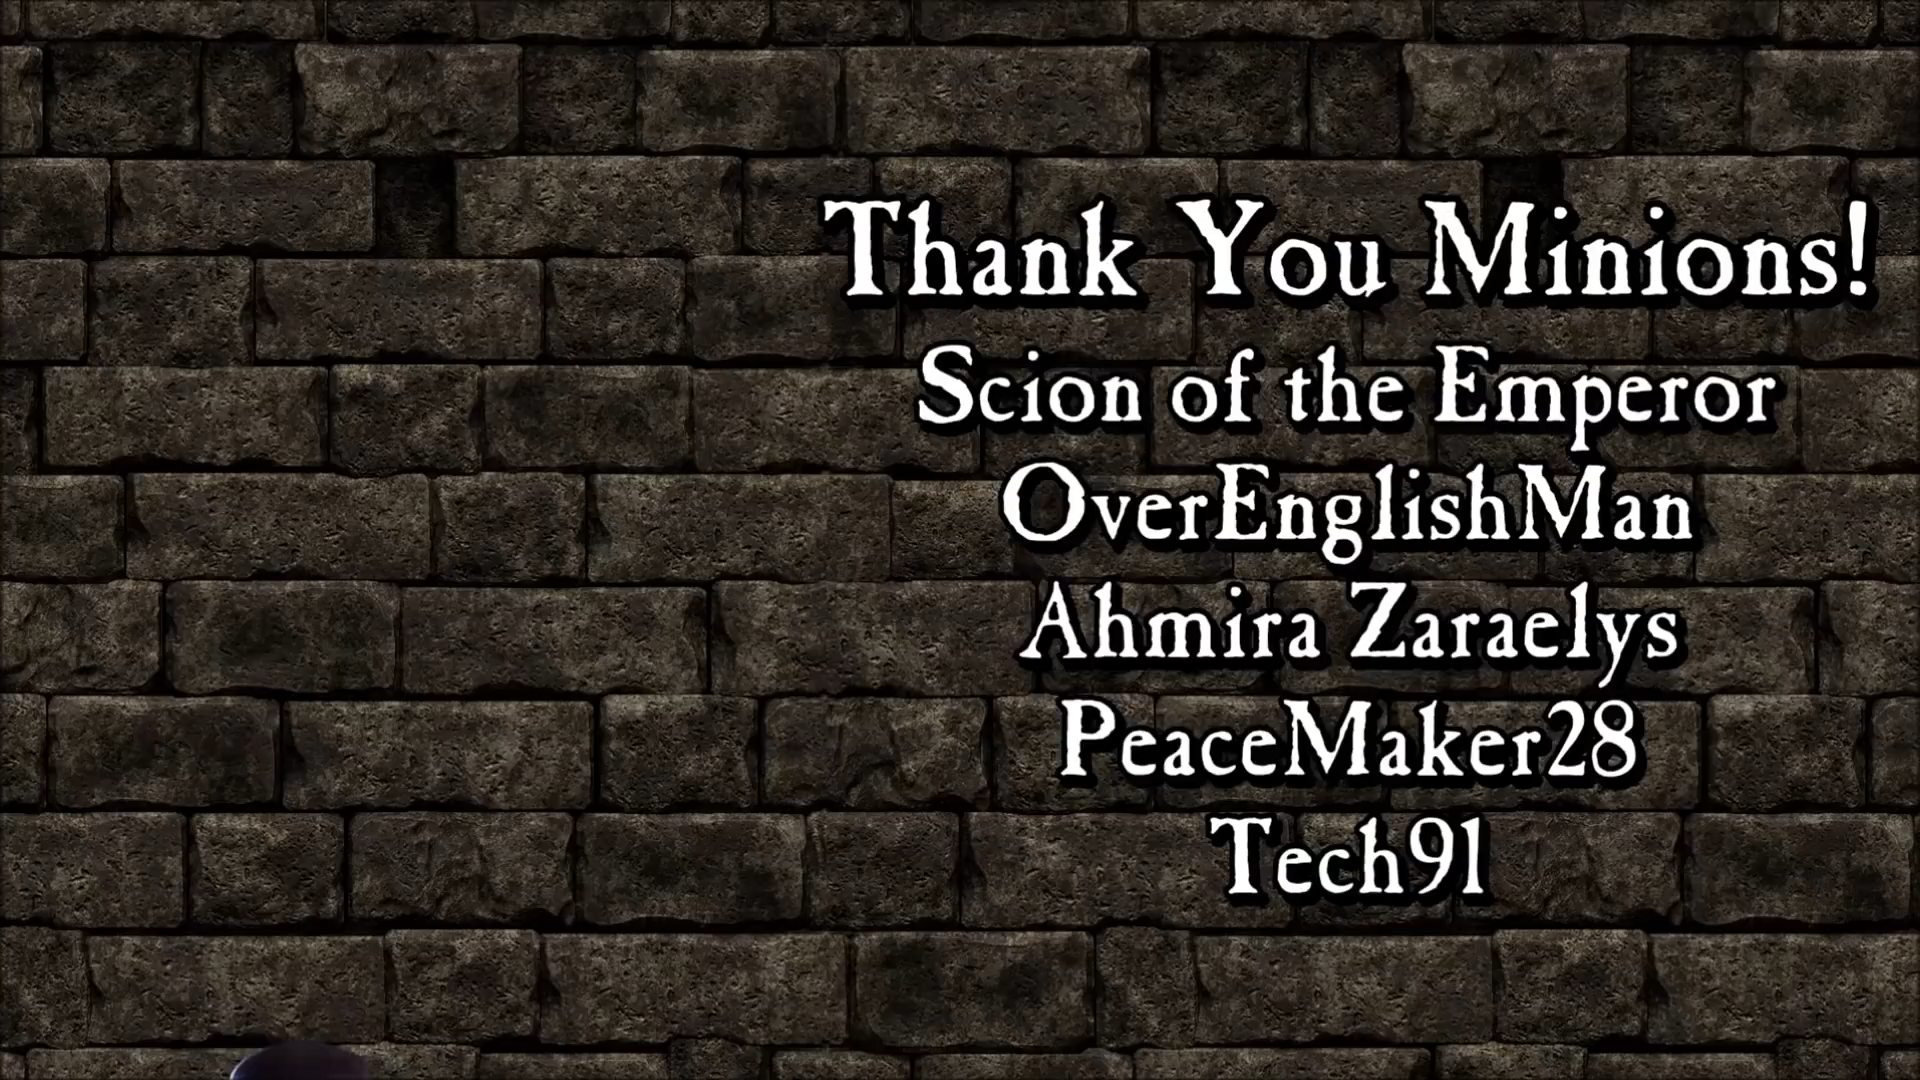 Thank You Minions!
Scion of the Emperor
OverEnglishMan
Ahmira Zaraelys
PeaceMaker28
Tech91